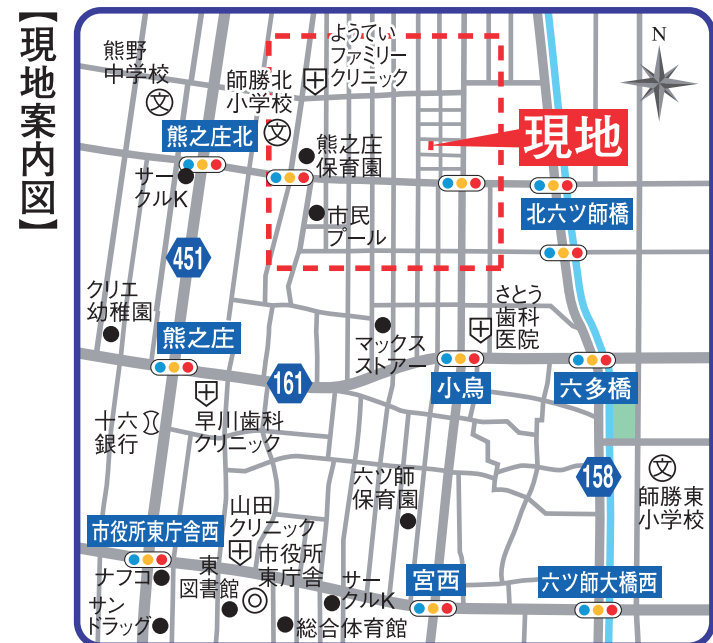 【現地案内図】
ようてい
ファミリー
クリニック
N
熊野
中学校
文
師勝北
小学校
文
現地
熊之庄北
熊之庄
保育園
サー
クルK
市民
プール
北六ツ師橋
451
クリエ
幼稚園
さとう
歯科
医院
熊之庄
マックス
ストアー
161
小烏
六多橋
十六
銀行
早川歯科
クリニック
六ツ師
保育園
158
文
師勝東
小学校
山田
クリニック
市役所東庁舎西
市役所
東庁舎
東
図書館
ナフコ
サー
クルK
宮西
六ツ師大橋西
サン
ドラッグ
総合体育館